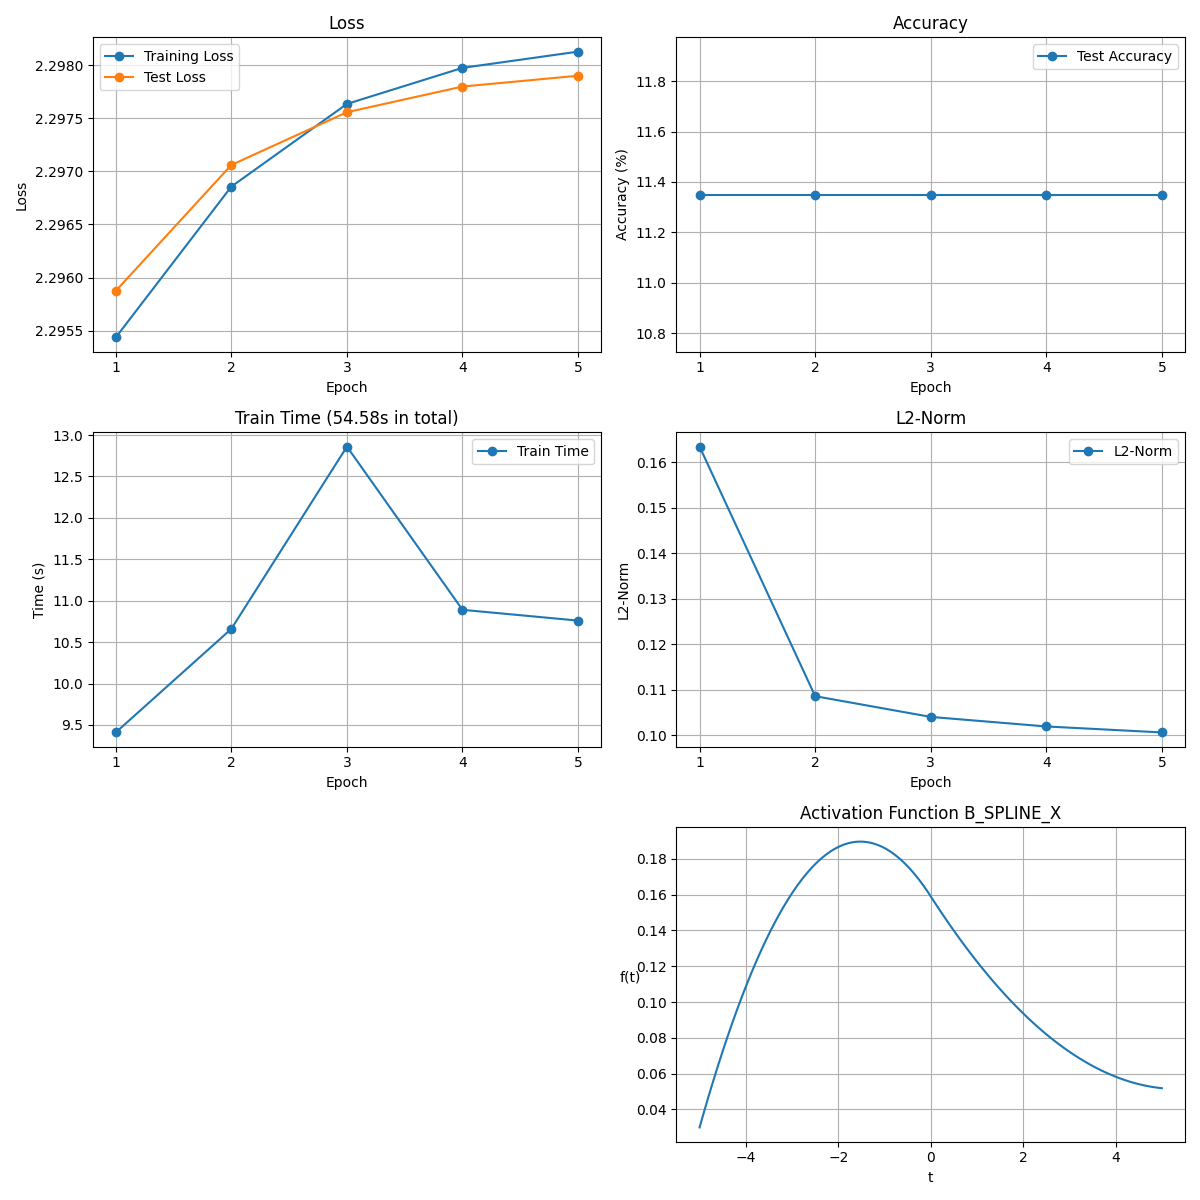 Loss
Training Loss
Test Loss
2.2980
2.2975
2.2970
2.2965
2.2960
2.2955
Loss
1 2 3 4 5
Epoch
Accuracy
Test Accuracy
11.8
11.6
11.4
11.2
11.0
10.8
Accuracy (%)
1 2 3 4 5
Epoch
Train Time (54.58s in total)
Train Time
13.0
12.5
12.0
11.5
11.0
10.5
10.0
9.5
Time (s)
1 2 3 4 5
Epoch
L2-Norm
L2-Norm
0.16
0.15
0.14
0.13
0.12
0.11
0.10
L2-Norm
1 2 3 4 5
Epoch
Activation Function B_SPLINE_X
0.18
0.16
0.14
0.12
0.10
0.08
0.06
0.04
f(t)
−4 −2 0 2 4
t